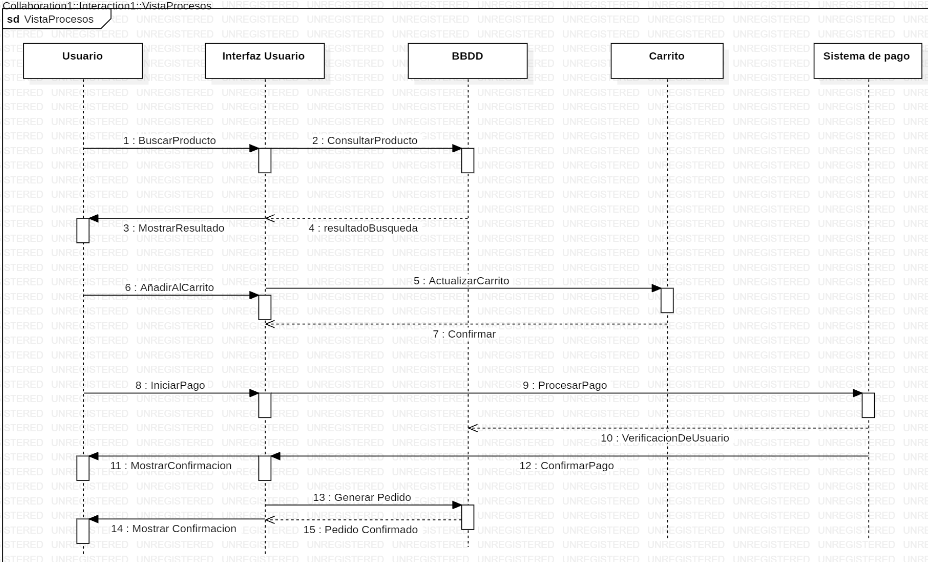 Collaboration1::Interaction1::VistaProcesos
sd VistaProcesos
Usuario
Interfaz Usuario
BBDD
Carrito
Sistema de pago
1 : BuscarProducto
2 : ConsultarProducto
3 : MostrarResultado
4 : resultadoBusqueda
5 : ActualizarCarrito
6 : AñadirAlCarrito
7 : Confirmar
8 : IniciarPago
9 : ProcesarPago
10 : VerificacionDeUsuario
11 : MostrarConfirmacion
12 : ConfirmarPago
13 : Generar Pedido
14 : Mostrar Confirmacion
15 : Pedido Confirmado
UNREGISTERED